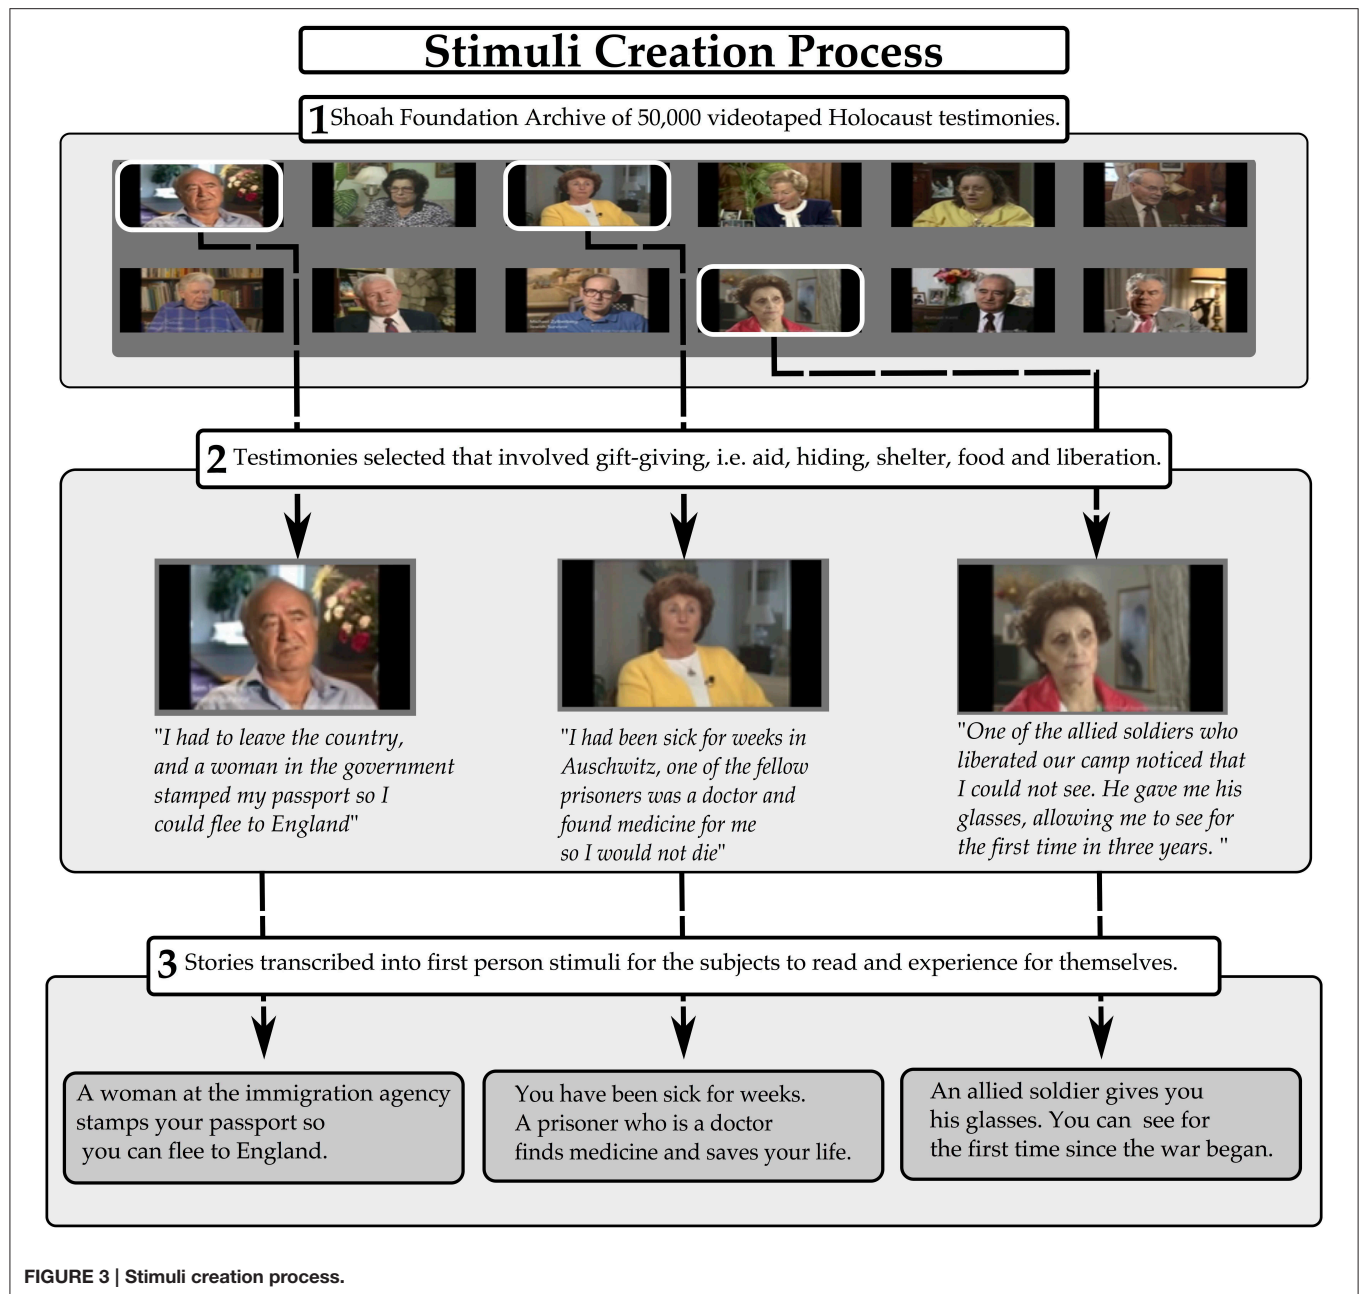 Stimuli Creation Process
1 Shoah Foundation Archive of 50,000 videotaped Holocaust testimonies.
2 Testimonies selected that involved gift-giving, i.e. aid, hiding, shelter, food and liberation.
"I had to leave the country,
and a woman in the government
stamped my passport so I
could flee to England"
"I had been sick for weeks in
Auschwitz, one of the fellow
prisoners was a doctor and
found medicine for me
so I would not die"
"One of the allied soldiers who
liberated our camp noticed that
I could not see. He gave me his
glasses, allowing me to see for
the first time in three years. "
3 Stories transcribed into first person stimuli for the subjects to read and experience for themselves.
A woman at the immigration agency
stamps your passport so
you can flee to England.
You have been sick for weeks.
A prisoner who is a doctor
finds medicine and saves your life.
An allied soldier gives you
his glasses. You can see for
the first time since the war began.
FIGURE 3 | Stimuli creation process.